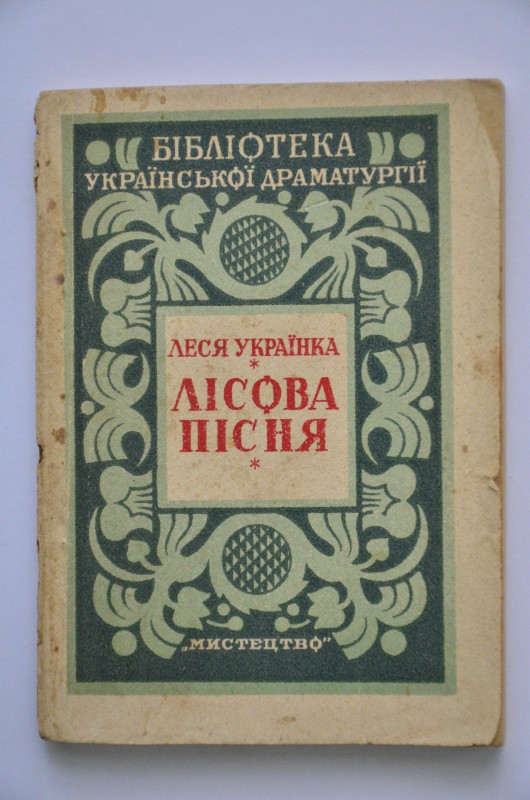 БІБЛІОТЕКА
УКРАЇНСЬКОЇ ДРАМАТУРГІЇ
ЛЕСЯ УКРАЇНКА
*
ЛІСОВА
ПІСНЯ
*
„МИСТЕЦТВО"